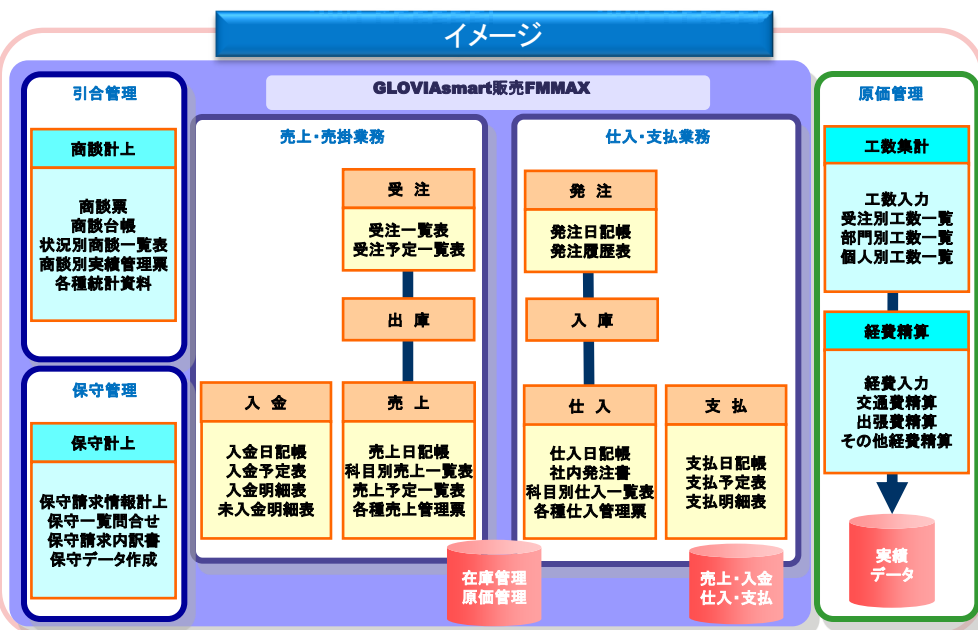 イメージ
GLOVIAsmart販売FMMAX
引合管理
商談計上
商談票
商談台帳
状況別商談一覧表
商談別実績管理票
各種統計資料
保守管理
保守計上
保守請求情報計上
保守一覧問合せ
保守請求内訳書
保守データ作成
売上・売掛業務
受 注
受注一覧表
受注予定一覧表
出 庫
入 金
入金日記帳
入金予定表
入金明細表
未入金明細表
売 上
売上日記帳
科目別売上一覧表
売上予定一覧表
各種売上管理票
仕入・支払業務
発 注
発注日記帳
発注履歴表
入 庫
仕 入
仕入日記帳
社内発注書
科目別仕入一覧表
各種仕入管理票
支 払
支払日記帳
支払予定表
支払明細表
在庫管理
原価管理
売上・入金
仕入・支払
原価管理
工数集計
工数入力
受注別工数一覧
部門別工数一覧
個人別工数一覧
経費精算
経費入力
交通費精算
出張費精算
その他経費精算
実績
データ